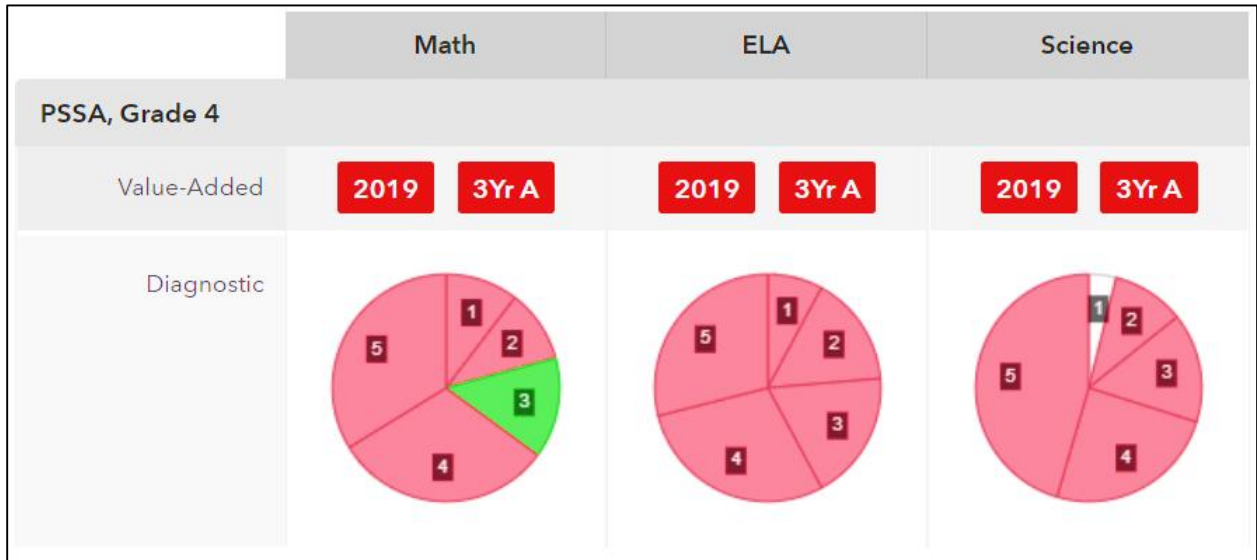 Math ELA Science
PSSA, Grade 4
Value-Added 2019 3Yr A 2019 3Yr A 2019 3Yr A
Diagnostic
1 2 3 4 5
1 2 3 4 5
1 2 3 4 5